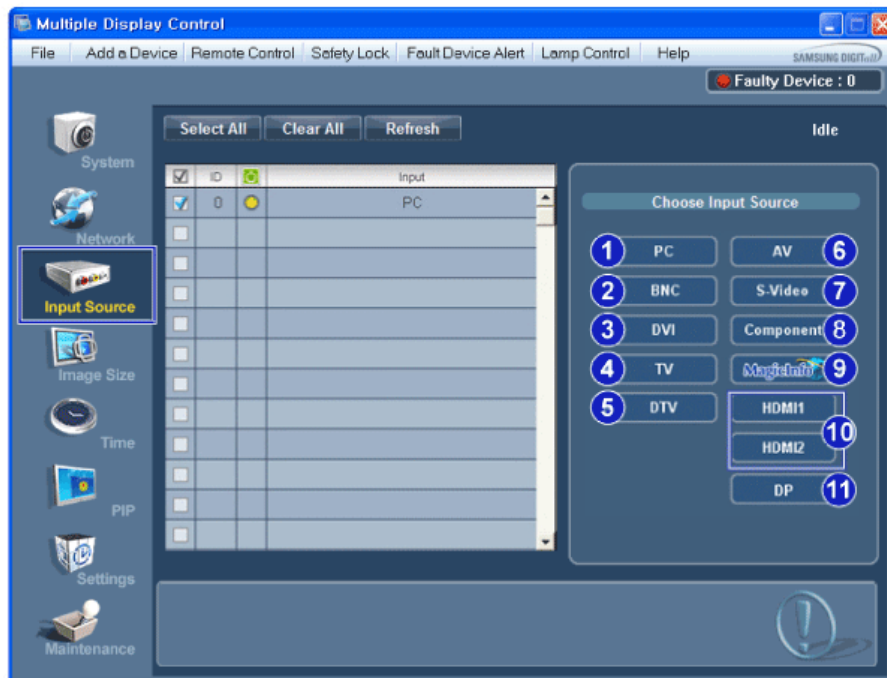 Multiple Display Control
File Add a Device Remote Control Safety Lock Fault Device Alert Lamp Control Help SAMSUNG DIGITall
Faulty Device : 0
Select All Clear All Refresh Idle
System
ID Input
0 PC
Network
Input Source
Image Size
Time
PIP
Settings
Maintenance
Choose Input Source
1 PC AV 6
2 BNC S-Video 7
3 DVI Component 8
4 TV MagicInfo 9
5 DTV HDMI1
10
HDMI2
DP 11